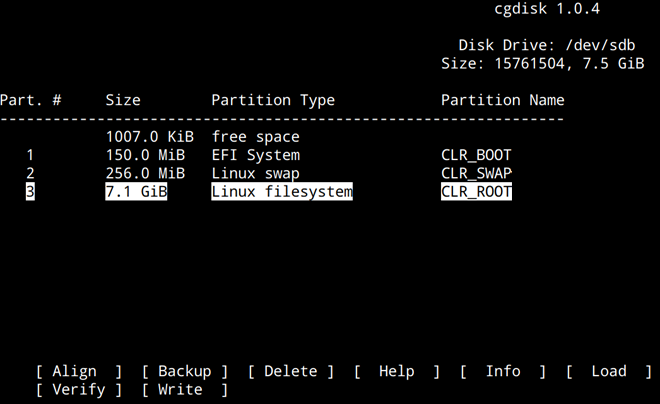 cgdisk 1.0.4
Disk Drive: /dev/sdb
Size: 15761504, 7.5 GiB
Part. # Size Partition Type Partition Name
----------------------------------------------------------------
1007.0 KiB free space
1 150.0 MiB EFI System CLR_BOOT
2 256.0 MiB Linux swap CLR_SWAP
3 7.1 GiB Linux filesystem CLR_ROOT
[ Align ] [ Backup ] [ Delete ] [ Help ] [ Info ] [ Load ]
[ Verify ] [ Write ]